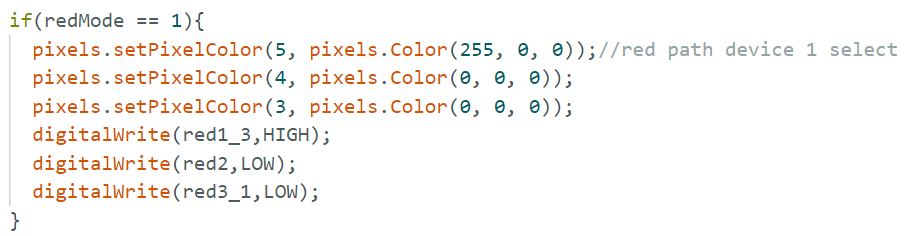 if(redMode == 1){
  pixels.setPixelColor(5, pixels.Color(255, 0, 0));//red path device 1 select
  pixels.setPixelColor(4, pixels.Color(0, 0, 0));
  pixels.setPixelColor(3, pixels.Color(0, 0, 0));
  digitalWrite(red1_3,HIGH);
  digitalWrite(red2,LOW);
  digitalWrite(red3_1,LOW);
}